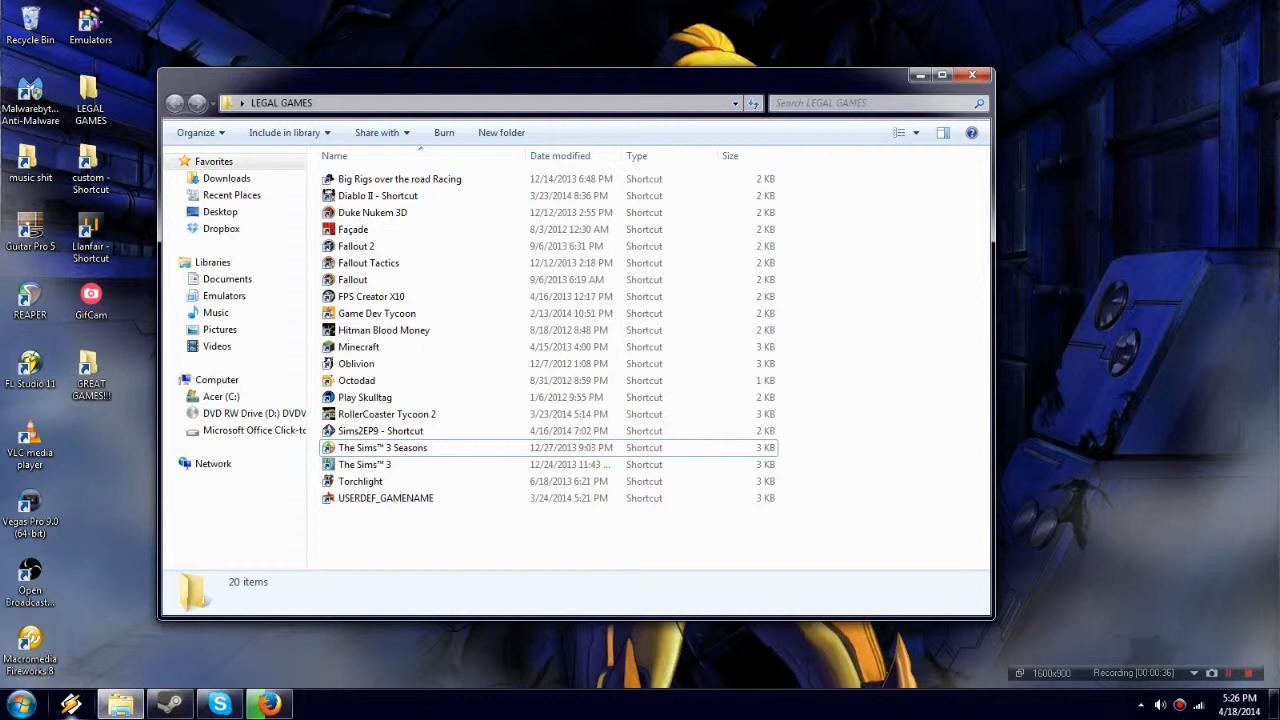 Recycle Bin
Emulators
Malwarebyt...
Anti-Malware
LEGAL
GAMES
music shit
custom -
Shortcut
Guitar Pro 5
Llanfair -
Shortcut
REAPER
GifCam
FL Studio 11
GREAT
GAMES!!!
VLC media
player
Vegas Pro 9.0
(64-bit)
Open
Broadcast...
Macromedia
Fireworks 8
LEGAL GAMES
Search LEGAL GAMES
Organize Include in library Share with Burn New folder
Favorites
Downloads
Recent Places
Desktop
Dropbox
Libraries
Documents
Emulators
Music
Pictures
Videos
Computer
Acer (C:)
DVD RW Drive (D:) DVDV
Microsoft Office Click-to
Network
Name Date modified Type Size
Big Rigs over the road Racing 12/14/2013 6:48 PM Shortcut 2 KB
Diablo II - Shortcut 3/23/2014 8:36 PM Shortcut 2 KB
Duke Nukem 3D 12/12/2013 2:55 PM Shortcut 2 KB
Façade 8/3/2012 12:30 AM Shortcut 2 KB
Fallout 2 9/6/2013 6:31 PM Shortcut 2 KB
Fallout Tactics 12/12/2013 2:18 PM Shortcut 2 KB
Fallout 9/6/2013 6:19 AM Shortcut 2 KB
FPS Creator X10 4/16/2013 12:17 PM Shortcut 2 KB
Game Dev Tycoon 2/13/2014 10:51 PM Shortcut 2 KB
Hitman Blood Money 8/18/2012 8:48 PM Shortcut 2 KB
Minecraft 4/15/2013 4:00 PM Shortcut 3 KB
Oblivion 12/7/2012 1:08 PM Shortcut 3 KB
Octodad 8/31/2012 8:59 PM Shortcut 1 KB
Play Skulltag 1/6/2012 9:55 PM Shortcut 2 KB
RollerCoaster Tycoon 2 3/23/2014 5:14 PM Shortcut 3 KB
Sims2EP9 - Shortcut 4/16/2014 7:02 PM Shortcut 2 KB
The Sims™ 3 Seasons 12/27/2013 9:03 PM Shortcut 3 KB
The Sims™ 3 12/24/2013 11:43 ... Shortcut 3 KB
Torchlight 6/18/2013 6:21 PM Shortcut 3 KB
USERDEF_GAMENAME 3/24/2014 5:21 PM Shortcut 3 KB
20 items
1600x900 Recording [00:00:36]
5:26 PM
4/18/2014